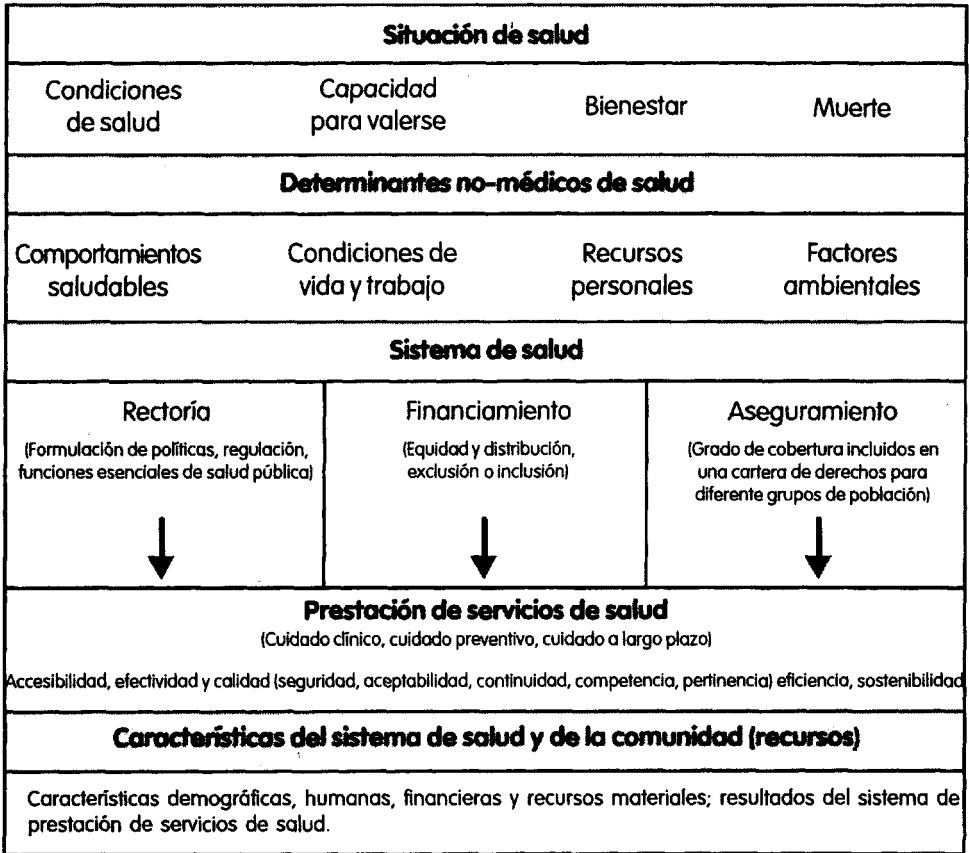 Situación de salud
Condiciones de salud
Capacidad para valerse
Bienestar
Muerte
Determinantes no-médicos de salud
Comportamientos saludables
Condiciones de vida y trabajo
Recursos personales
Factores ambientales
Sistema de salud
Rectoría
(Formulación de políticas, regulación,
funciones esenciales de salud pública)
Financiamiento
(Equidad y distribución,
exclusión o inclusión)
Aseguramiento
(Grado de cobertura incluidos en
una cartera de derechos para
diferente grupos de población)
Prestación de servicios de salud
(Cuidado clínico, cuidado preventivo, cuidado a largo plazo)
Accesibilidad, efectividad y calidad (seguridad, aceptabilidad, continuidad, competencia, pertinencia) eficiencia, sostenibilidad
Características del sistema de salud y de la comunidad (recursos)
Características demográficas, humanas, financieras y recursos materiales; resultados del sistema de
prestación de servicios de salud.